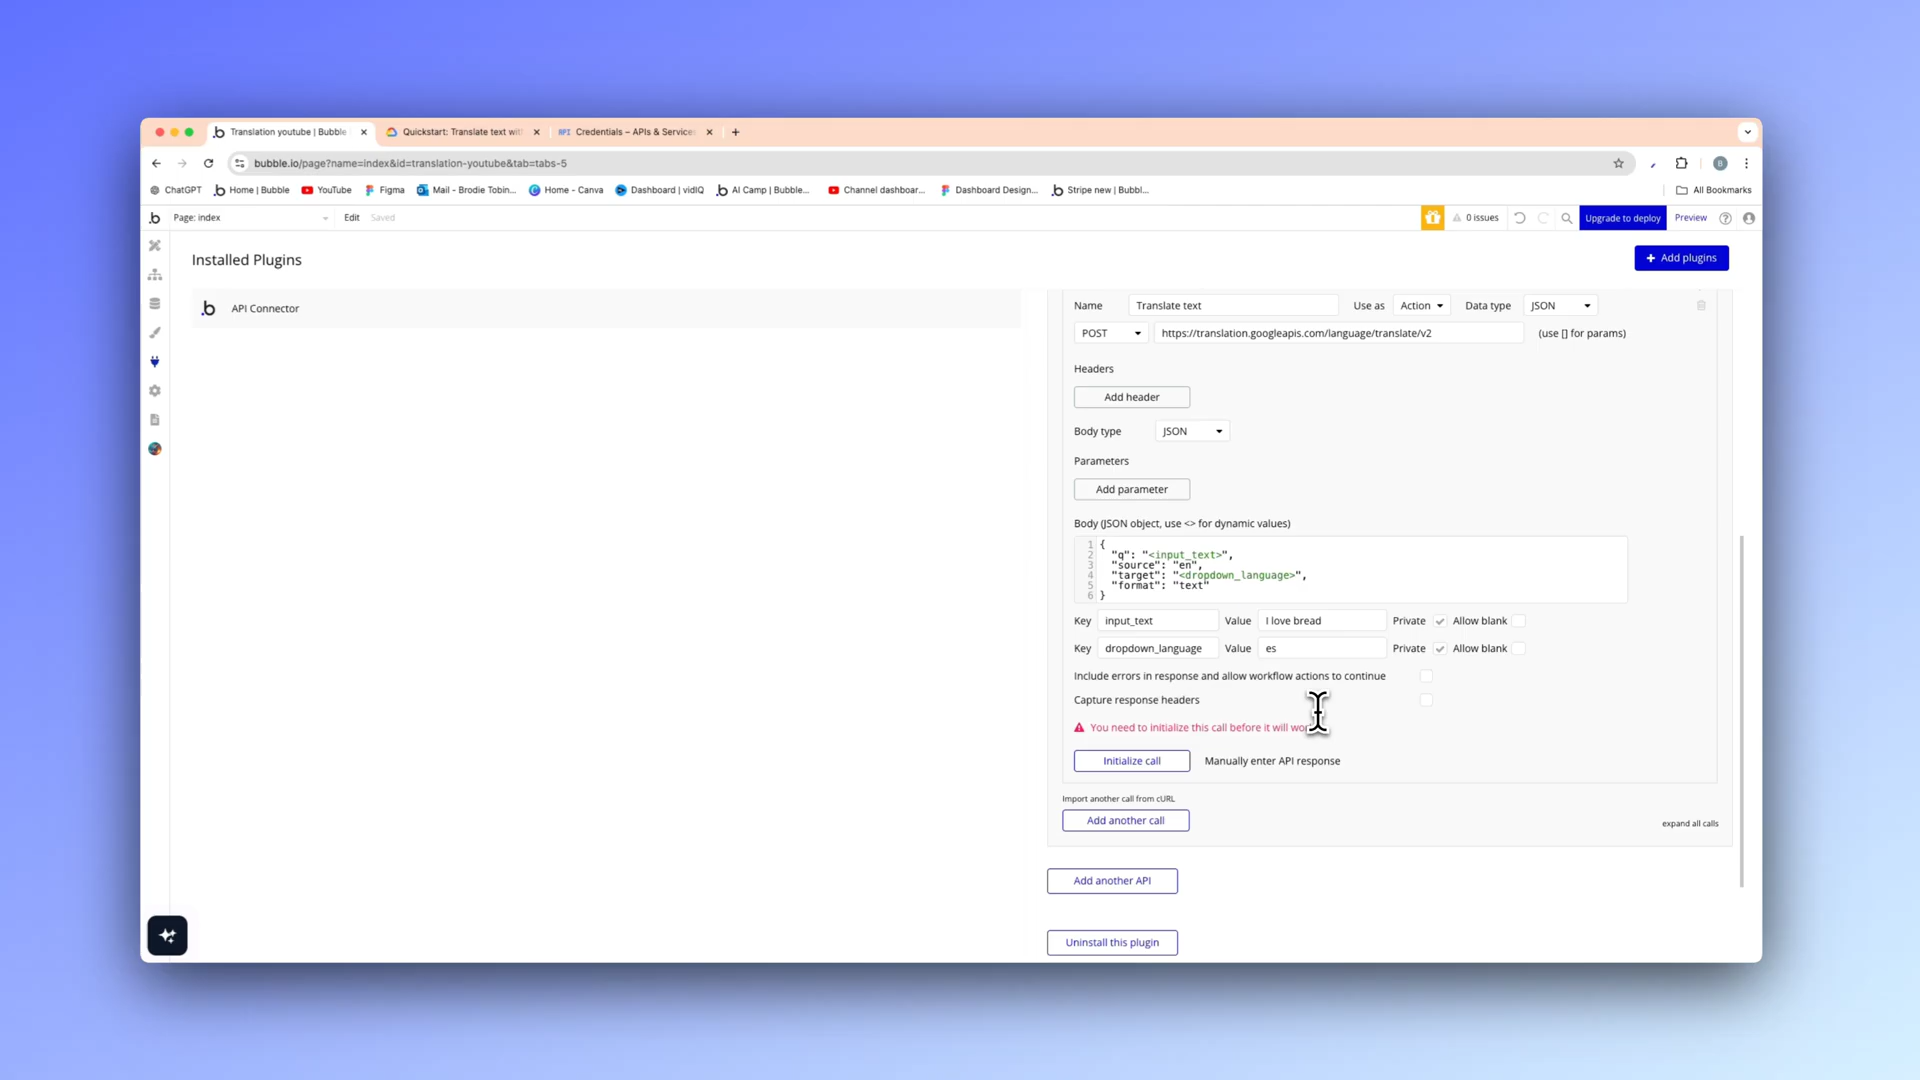 Translation youtube | Bubble
Quickstart: Translate text wit
API Credentials – APIs & Services
bubble.io/page?name=index&id=translation-youtube&tab=tabs-5
B
ChatGPT
Home | Bubble
YouTube
Figma
Mail - Brodie Tobin...
Home - Canva
Dashboard | vidIQ
AI Camp | Bubble...
Channel dashboar...
Dashboard Design...
Stripe new | Bubbl...
All Bookmarks
Page: index
Edit
Saved
0 issues
Upgrade to deploy
Preview
Installed Plugins
+ Add plugins
b API Connector
Name Translate text Use as Action Data type JSON
POST https://translation.googleapis.com/language/translate/v2 (use [] for params)
Headers
Add header
Body type JSON
Parameters
Add parameter
Body (JSON object, use <> for dynamic values)
1 {
2 "q": "<input_text>",
3 "source": "en",
4 "target": "<dropdown_language>",
5 "format": "text"
6 }
Key input_text Value I love bread Private Allow blank
Key dropdown_language Value es Private Allow blank
Include errors in response and allow workflow actions to continue
Capture response headers
You need to initialize this call before it will
Initialize call Manually enter API response
Import another call from cURL
Add another call
expand all calls
Add another API
Uninstall this plugin